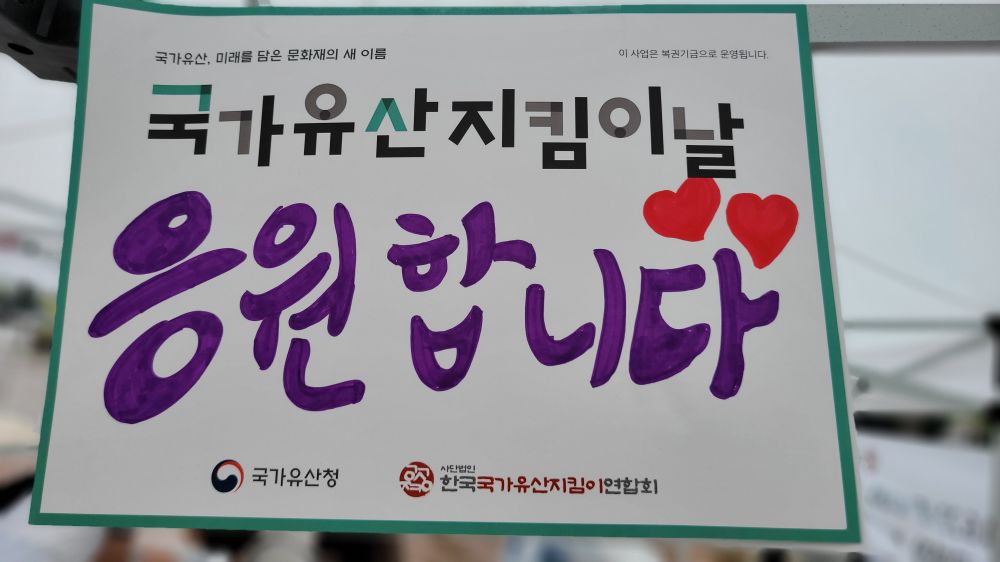 국가유산, 미래를 담은 문화재의 새 이름
이 사업은 복권기금으로 운영됩니다.
국가유산지킴이날
응원합니다
국가유산청
사단법인
한국국가유산지킴이연합회